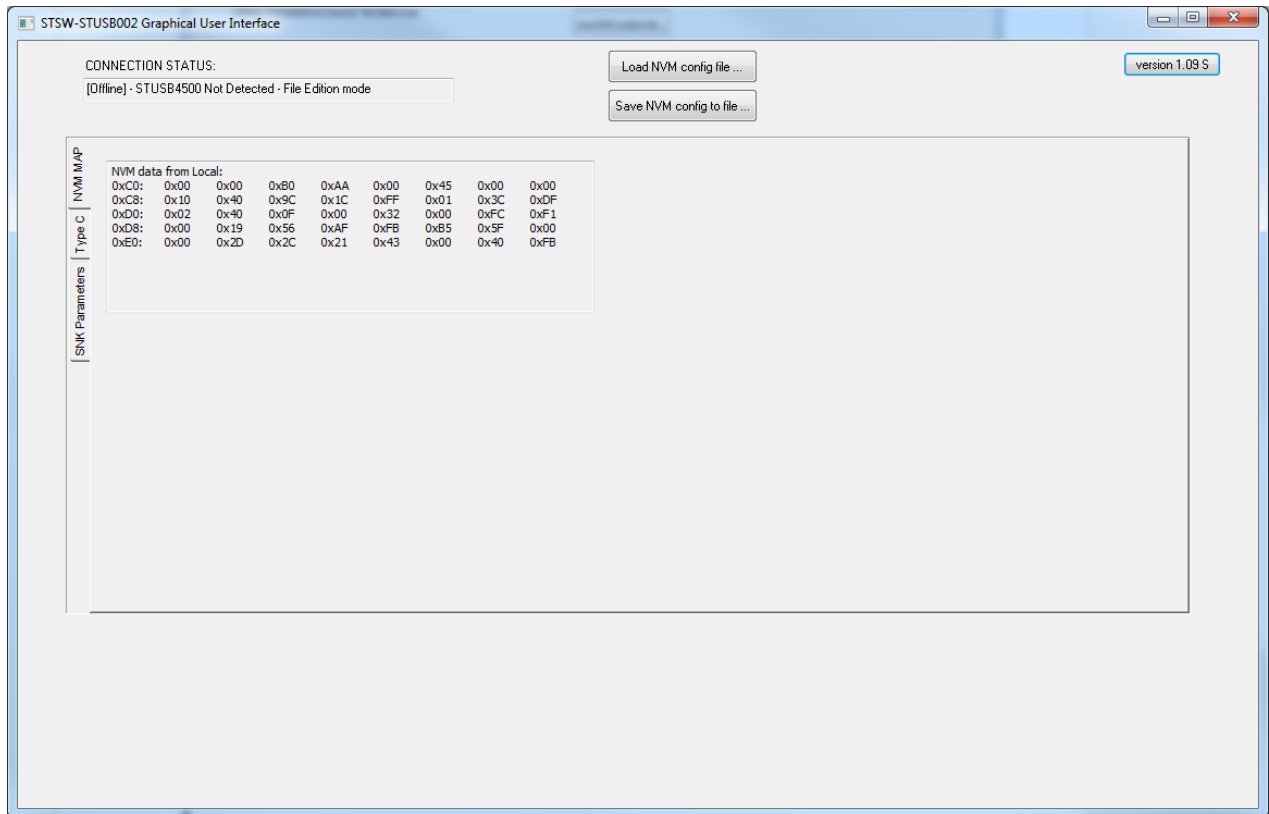 STSW-STUSB002 Graphical User Interface
CONNECTION STATUS:
[Offline] - STUSB4500 Not Detected - File Edition mode
Load NVM config file ...
Save NVM config to file ...
version 1.09 S
NVM MAP
Type C
SNK Parameters
NVM data from Local:
0xC0: 0x00 0x00 0xB0 0xAA 0x00 0x45 0x00 0x00
0xC8: 0x10 0x40 0x9C 0x1C 0xFF 0x01 0x3C 0xDF
0xD0: 0x02 0x40 0x0F 0x00 0x32 0x00 0xFC 0xF1
0xD8: 0x00 0x19 0x56 0xAF 0xFB 0xB5 0x5F 0x00
0xE0: 0x00 0x2D 0x2C 0x21 0x43 0x00 0x40 0xFB